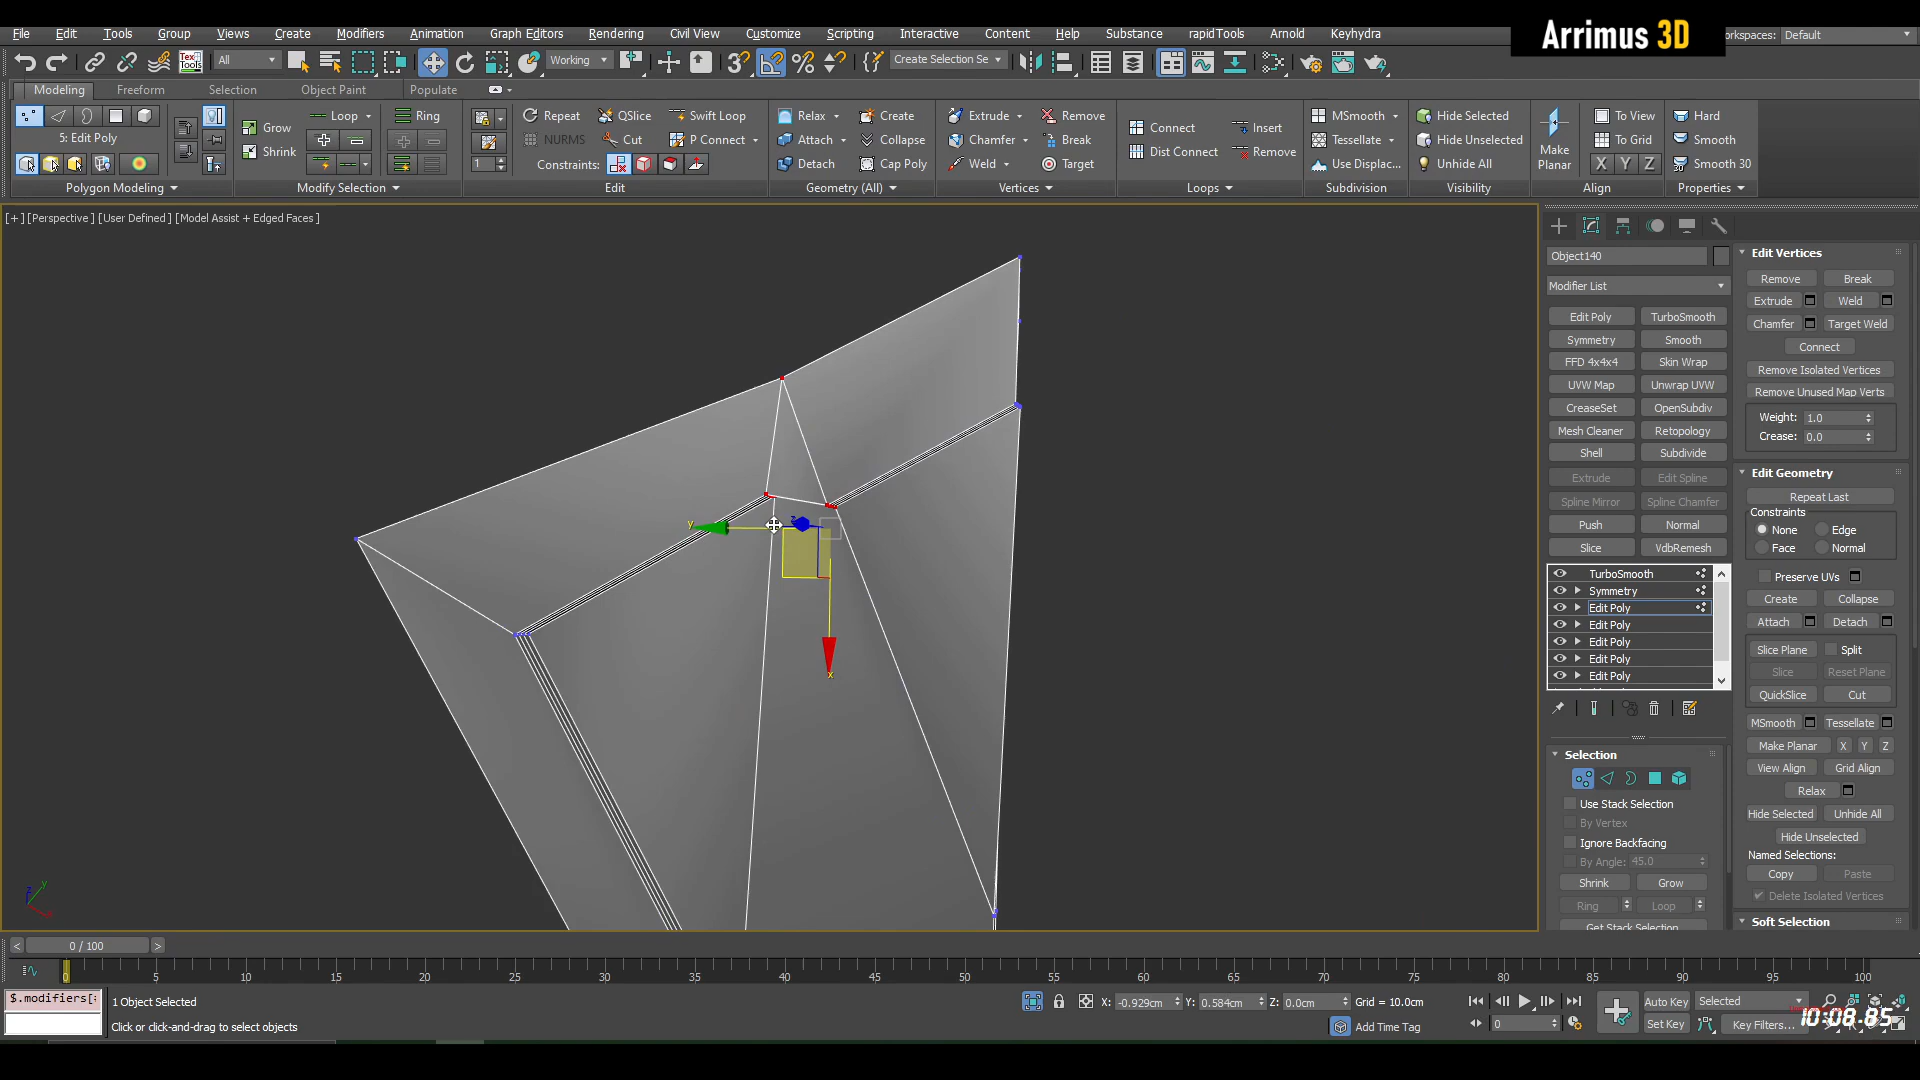 File Edit Tools Group Views Create Modifiers Animation Graph Editors Rendering Civil View Customize Scripting Interactive Content Help Substance rapidTools Arnold Keyhydra
Arrimus 3D
orkspaces: Default
TexTools All Working Create Selection Se
Modeling Freeform Selection Object Paint Populate
5: Edit Poly
Grow Loop Ring
Shrink
Repeat QSlice Swift Loop
NURMS Cut P Connect
1 Constraints:
Relax Create
Attach Collapse
Detach Cap Poly
Extrude Remove
Chamfer Break
Weld Target
Connect Insert
Dist Connect Remove
MSmooth
Tessellate
Use Displac...
Hide Selected
Hide Unselected
Unhide All
Make Planar
To View
To Grid
X Y Z
Hard
Smooth
Smooth 30
Polygon Modeling Modify Selection Edit Geometry (All) Vertices Loops Subdivision Visibility Align Properties
[+] [Perspective ] [User Defined ] [Model Assist + Edged Faces ]
y z x
z y
Object140
Modifier List
Edit Poly TurboSmooth
Symmetry Smooth
FFD 4x4x4 Skin Wrap
UVW Map Unwrap UVW
CreaseSet OpenSubdiv
Mesh Cleaner Retopology
Shell Subdivide
Extrude Edit Spline
Spline Mirror Spline Chamfer
Push Normal
Slice VdbRemesh
TurboSmooth
Symmetry
Edit Poly
Edit Poly
Edit Poly
Edit Poly
Edit Poly
Selection
Use Stack Selection
By Vertex
Ignore Backfacing
By Angle: 45.0
Shrink Grow
Ring Loop
Get Stack Selection
Edit Vertices
Remove Break
Extrude Weld
Chamfer Target Weld
Connect
Remove Isolated Vertices
Remove Unused Map Verts
Weight: 1.0
Crease: 0.0
Edit Geometry
Repeat Last
Constraints
None Edge
Face Normal
Preserve UVs
Create Collapse
Attach Detach
Slice Plane Split
Slice Reset Plane
QuickSlice Cut
MSmooth Tessellate
Make Planar X Y Z
View Align Grid Align
Relax
Hide Selected Unhide All
Hide Unselected
Named Selections:
Copy Paste
Delete Isolated Vertices
Soft Selection
< 0 / 100 >
0 5 10 15 20 25 30 35 40 45 50 55 60 65 70 75 80 85 90 95 100
$.modifiers[:
1 Object Selected
Click or click-and-drag to select objects
X: -0.929cm Y: 0.584cm Z: 0.0cm Grid = 10.0cm
Add Time Tag
0
Auto Key Selected
Set Key Key Filters...
10:08.85